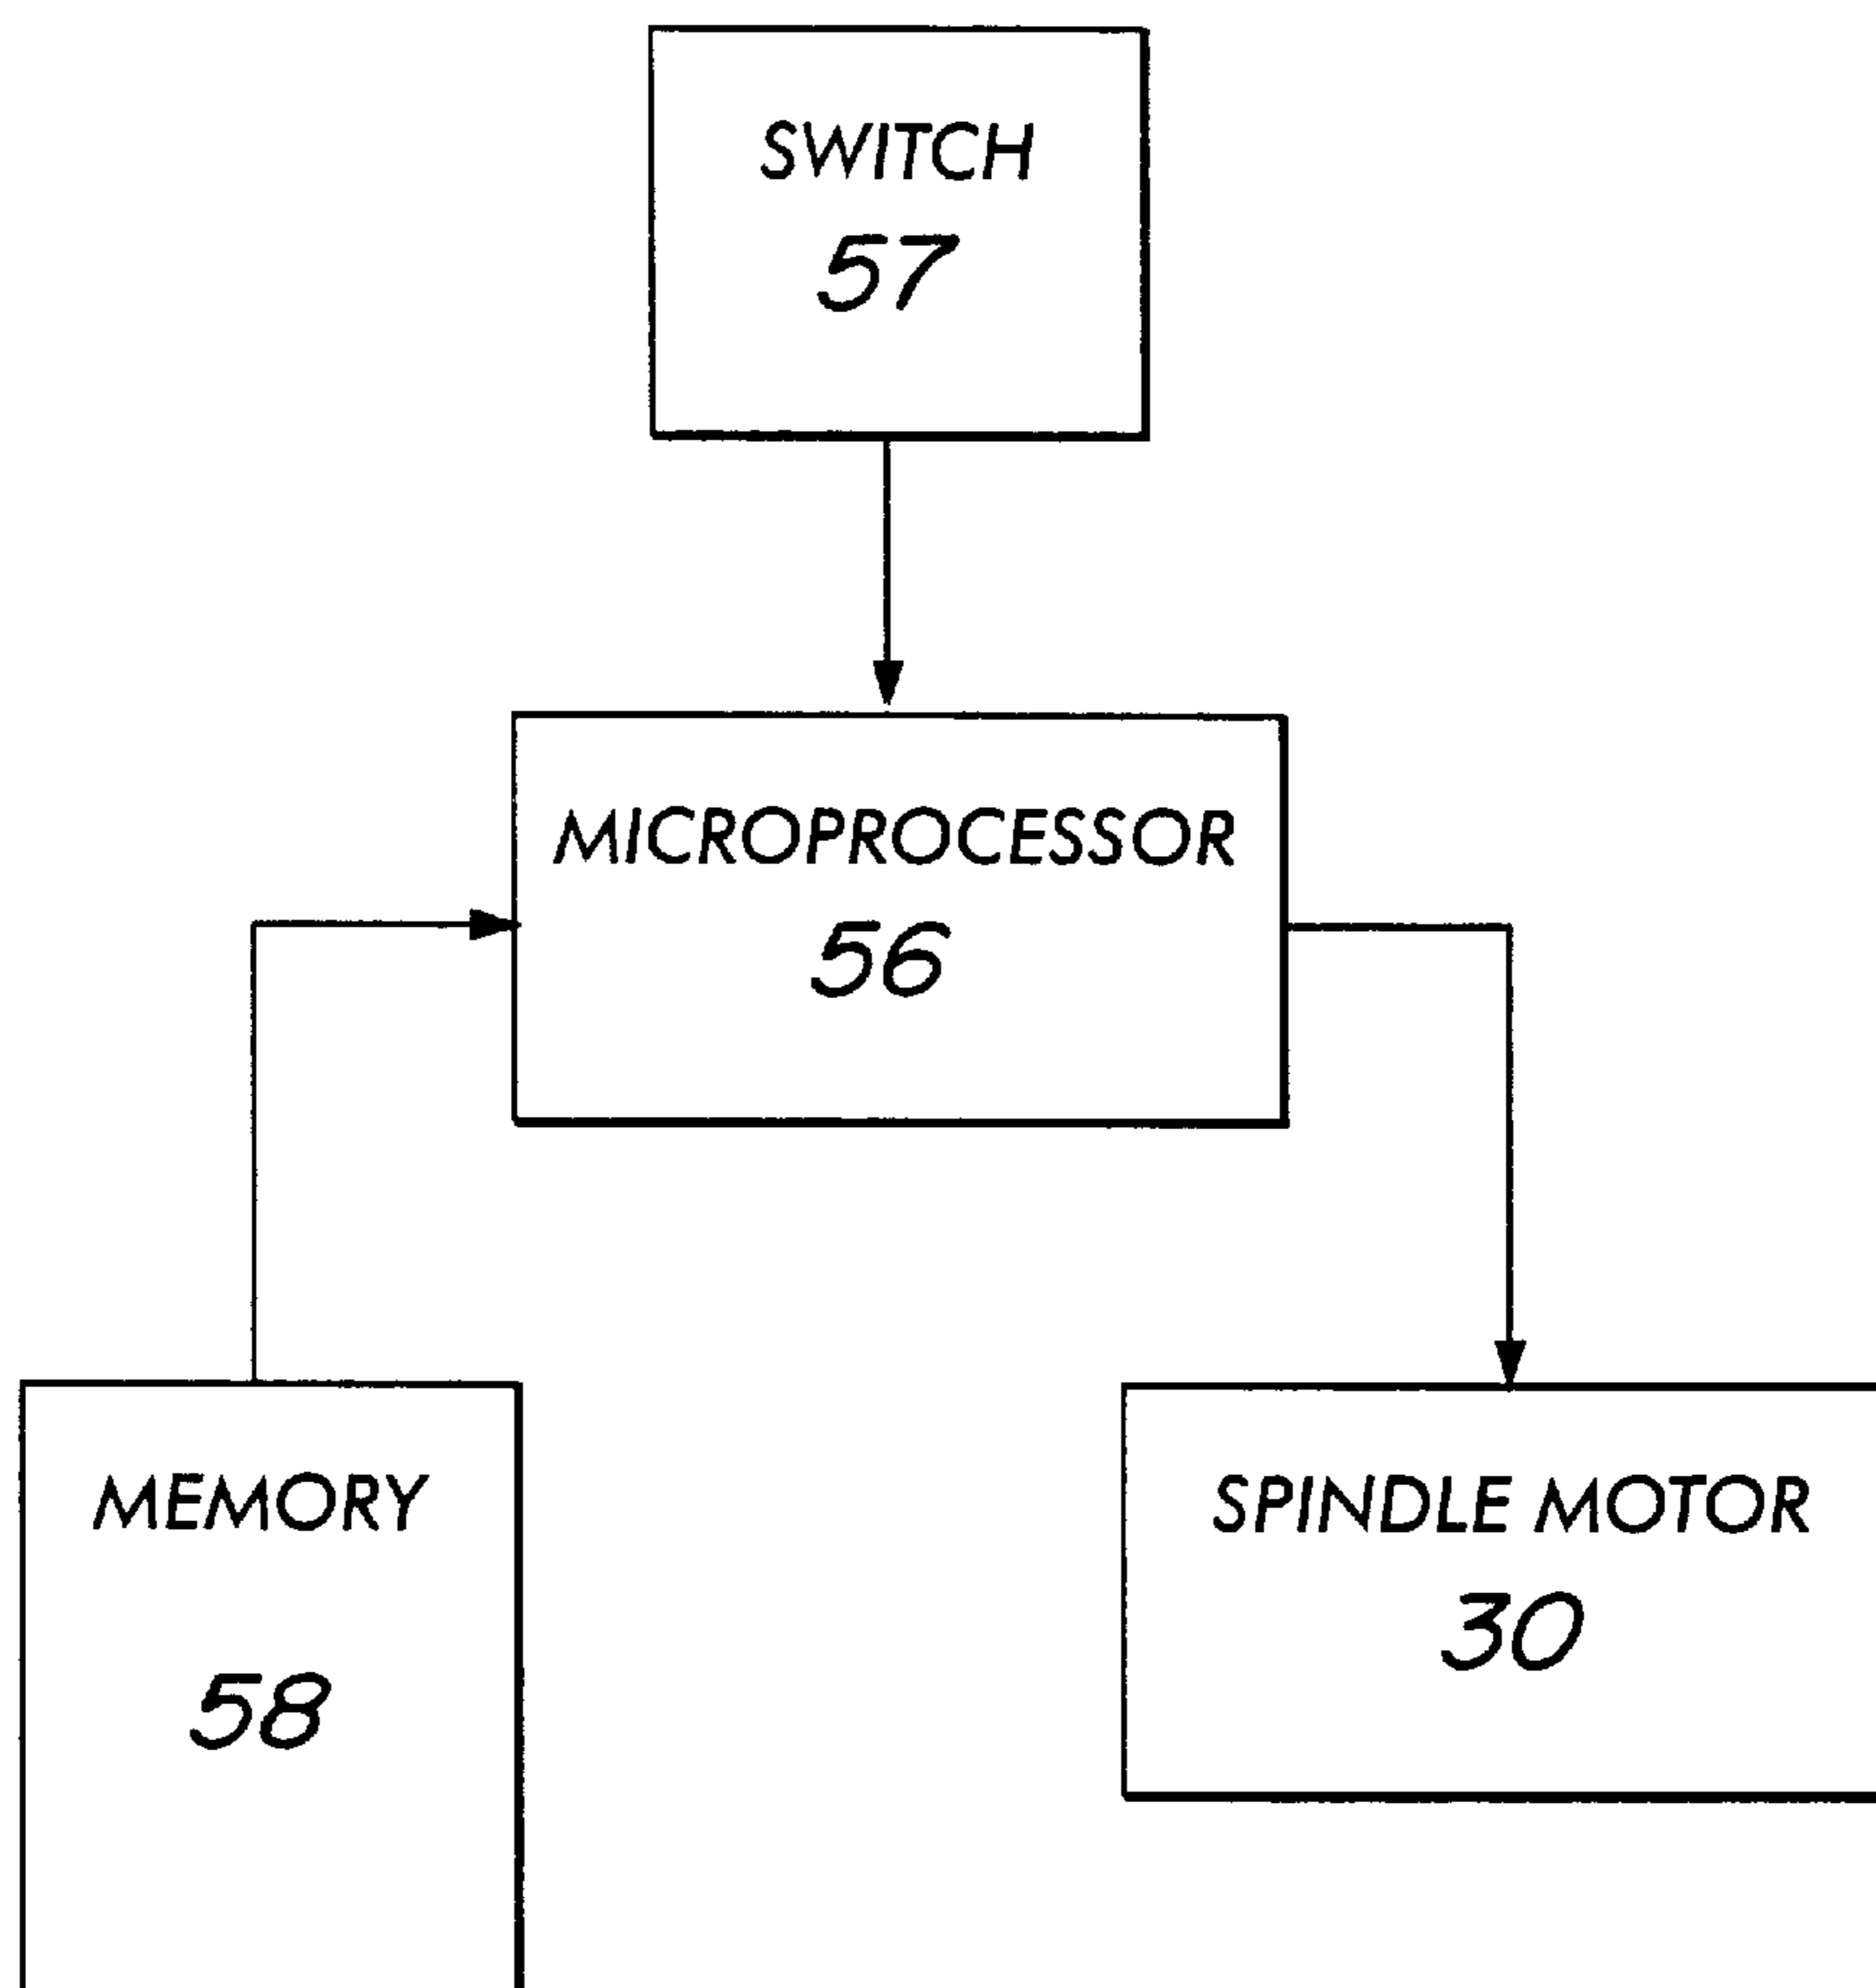 SWITCH
57
MICROPROCESSOR
56
MEMORY
58
SPINDLE MOTOR
30